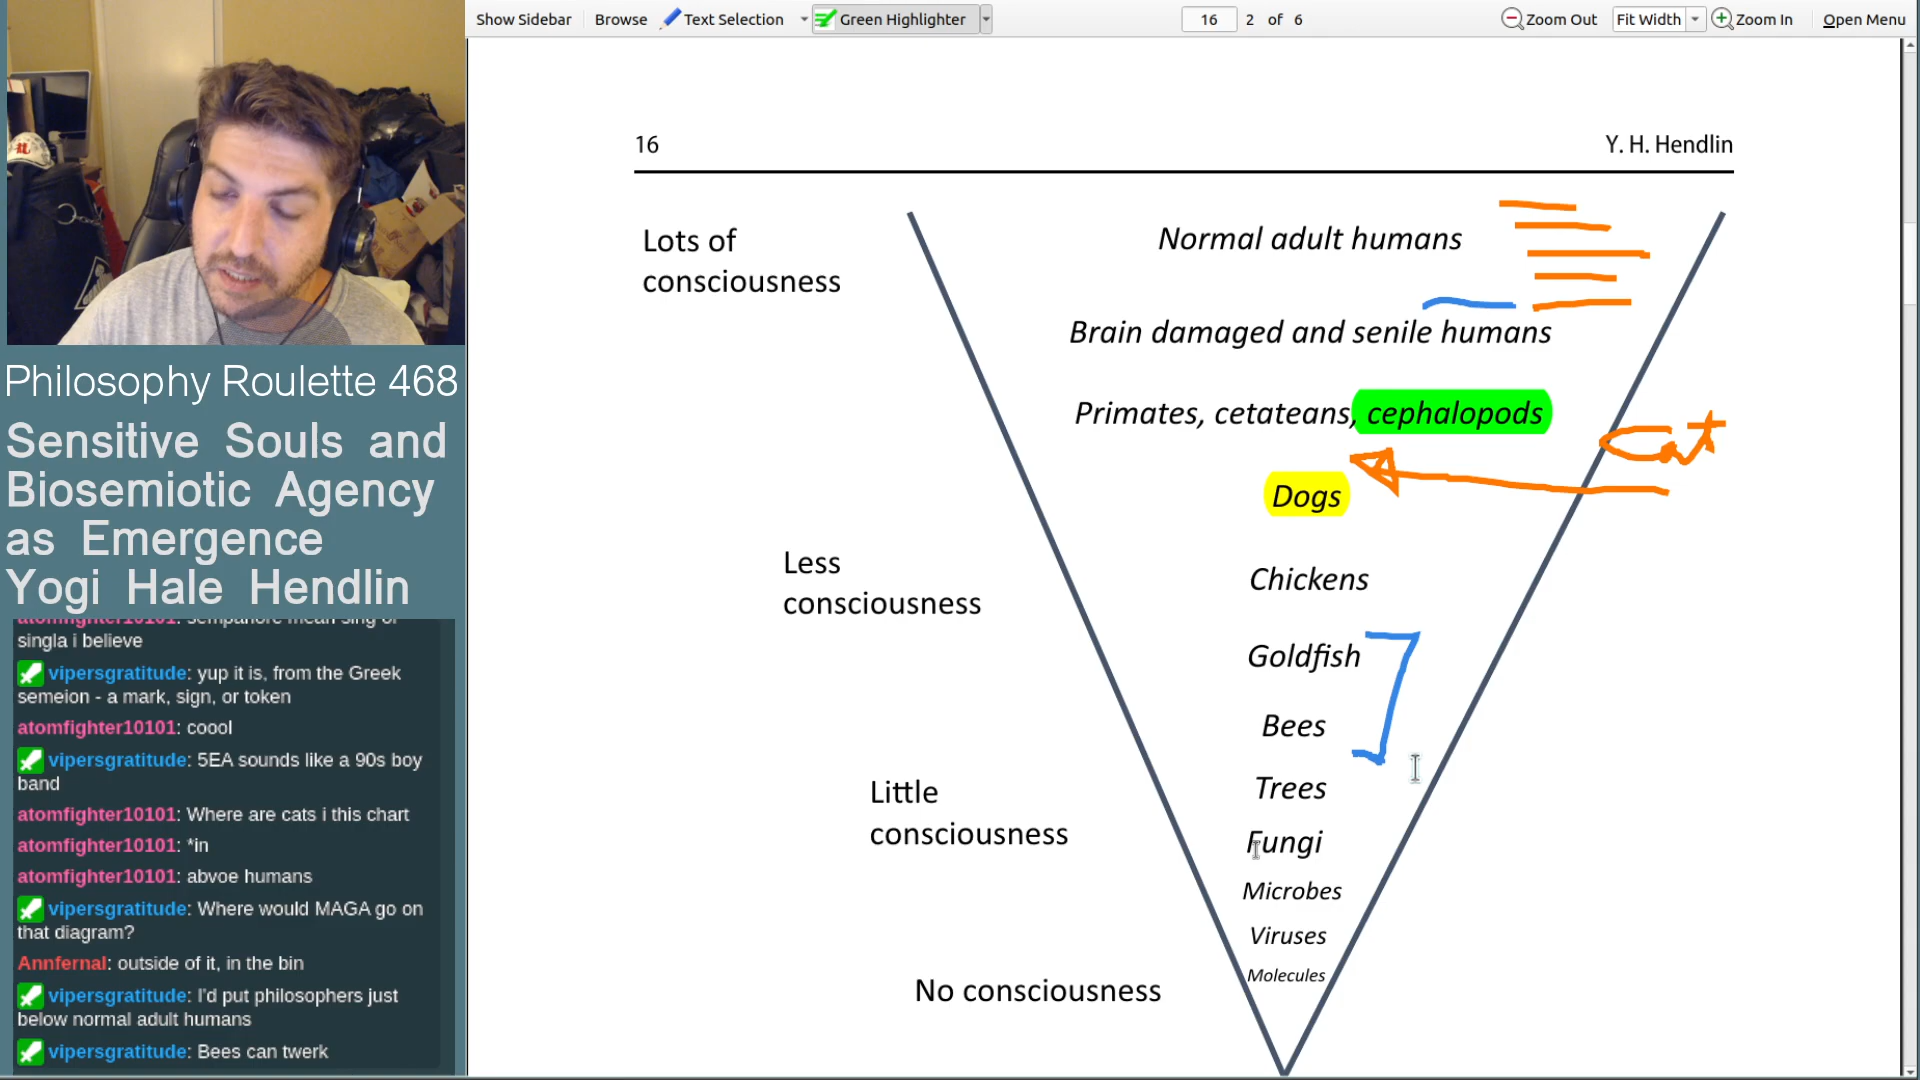 Show Sidebar Browse Text Selection Green Highlighter 16 2 of 6 Zoom Out Fit Width Zoom In Open Menu
16 Y. H. Hendlin
Lots of
consciousness
Normal adult humans
Brain damaged and senile humans
Primates, cetateans, cephalopods
Cat
Dogs
Less
consciousness
Chickens
Goldfish
Bees
Little
consciousness
Trees
Fungi
Microbes
Viruses
Molecules
No consciousness
Philosophy Roulette 468
Sensitive Souls and
Biosemiotic Agency
as Emergence
Yogi Hale Hendlin
atomfighter10101:
singla i believe
vipersgratitude: yup it is, from the Greek
semeion - a mark, sign, or token
atomfighter10101: coool
vipersgratitude: 5EA sounds like a 90s boy
band
atomfighter10101: Where are cats i this chart
atomfighter10101: *in
atomfighter10101: abvoe humans
vipersgratitude: Where would MAGA go on
that diagram?
Annfernal: outside of it, in the bin
vipersgratitude: I'd put philosophers just
below normal adult humans
vipersgratitude: Bees can twerk